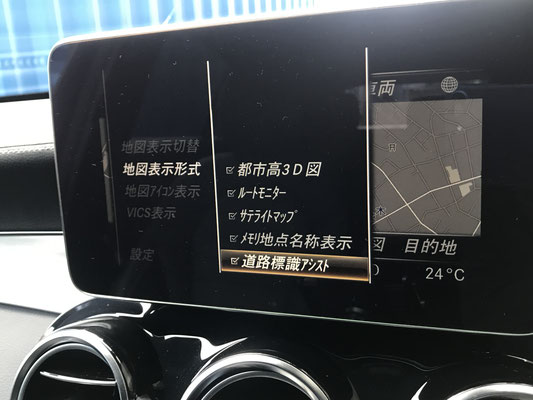 地図表示切替
地図表示形式
地図アイコン表示
VICS表示
設定
都市高3D図
ルートモニター
サテライトマップ
メモリ地点名称表示
道路標識アシスト
車両
図 目的地
24°C